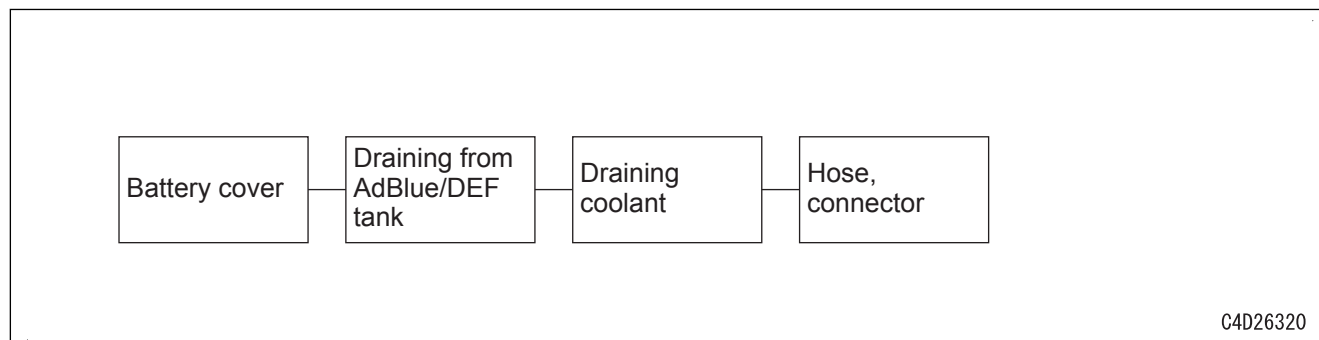 Battery cover
Draining from
AdBlue/DEF
tank
Draining
coolant
Hose,
connector
C4D26320